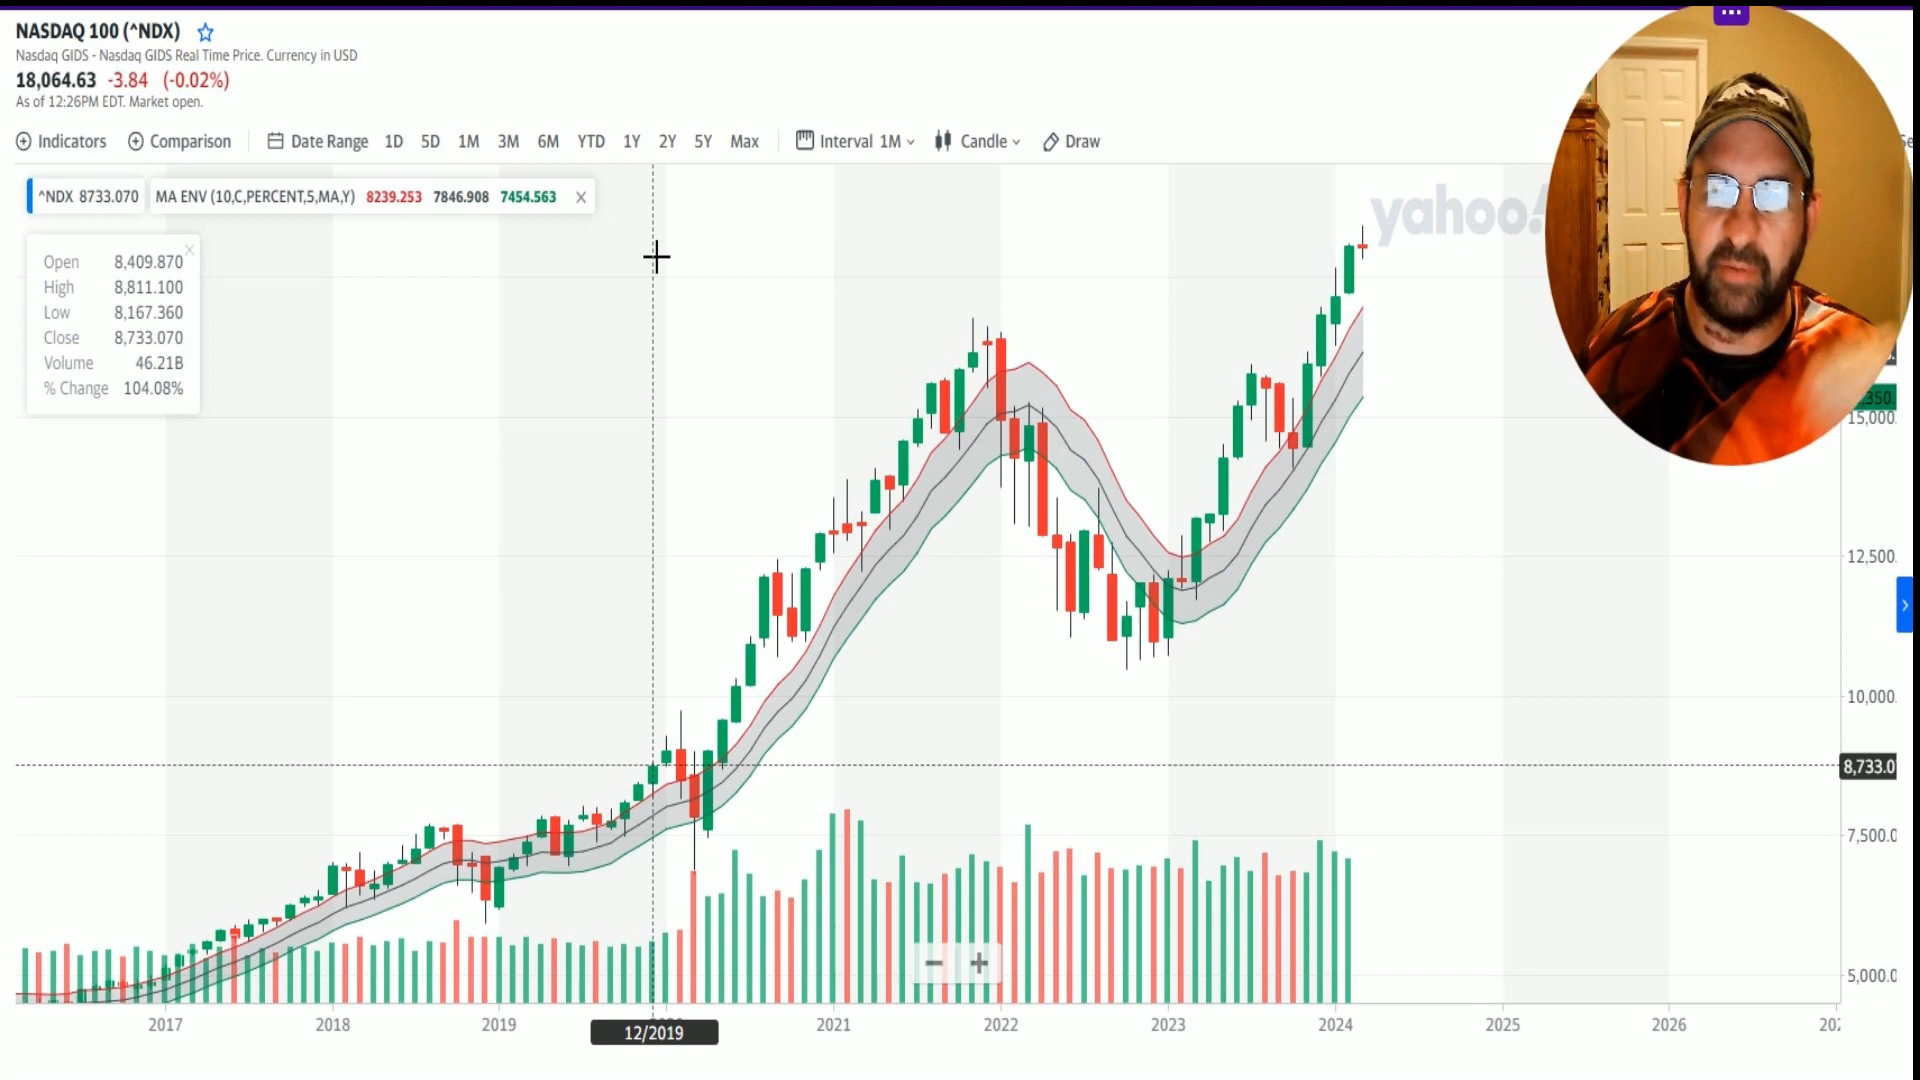 NASDAQ 100 (^NDX)
Nasdaq GIDS - Nasdaq GIDS Real Time Price. Currency in USD
18,064.63 -3.84 (-0.02%)
As of 12:26PM EDT. Market open.
Indicators Comparison Date Range 1D 5D 1M 3M 6M YTD 1Y 2Y 5Y Max Interval 1M Candle Draw
^NDX 8733.070 MA ENV (10,C,PERCENT,5,MA,Y) 8239.253 7846.908 7454.563 X
yahoo!
Open 8,409.870
High 8,811.100
Low 8,167.360
Close 8,733.070
Volume 46.21B
% Change 104.08%
15,000.
12,500.
10,000.
8,733.0
7,500.0
5,000.0
2017 2018 2019 12/2019 2021 2022 2023 2024 2025 2026